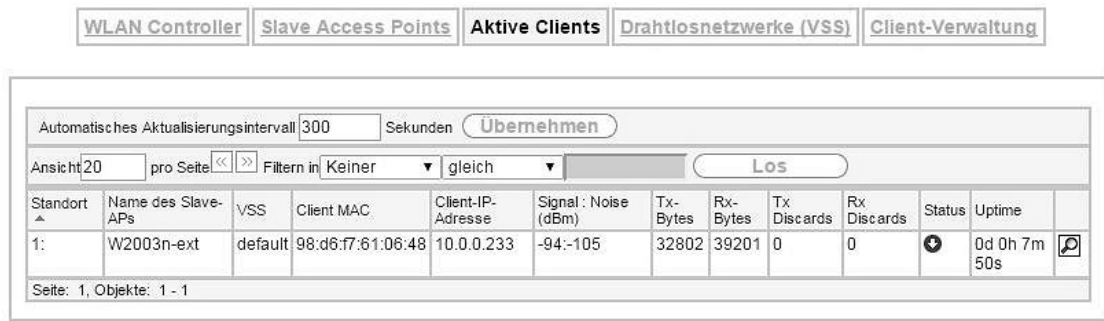 WLAN Controller Slave Access Points Aktive Clients Drahtlosnetzwerke (VSS) Client-Verwaltung
Automatisches Aktualisierungsintervall 300 Sekunden Übernehmen
Ansicht 20 pro Seite << >> Filtern in Keiner gleich Los
Standort Name des Slave-APs VSS Client MAC Client-IP-Adresse Signal : Noise (dBm) Tx-Bytes Rx-Bytes Tx Discards Rx Discards Status Uptime
1: W2003n-ext default 98:d6:f7:61:06:48 10.0.0.233 -94:-105 32802 39201 0 0 0d 0h 7m 50s
Seite: 1, Objekte: 1 - 1